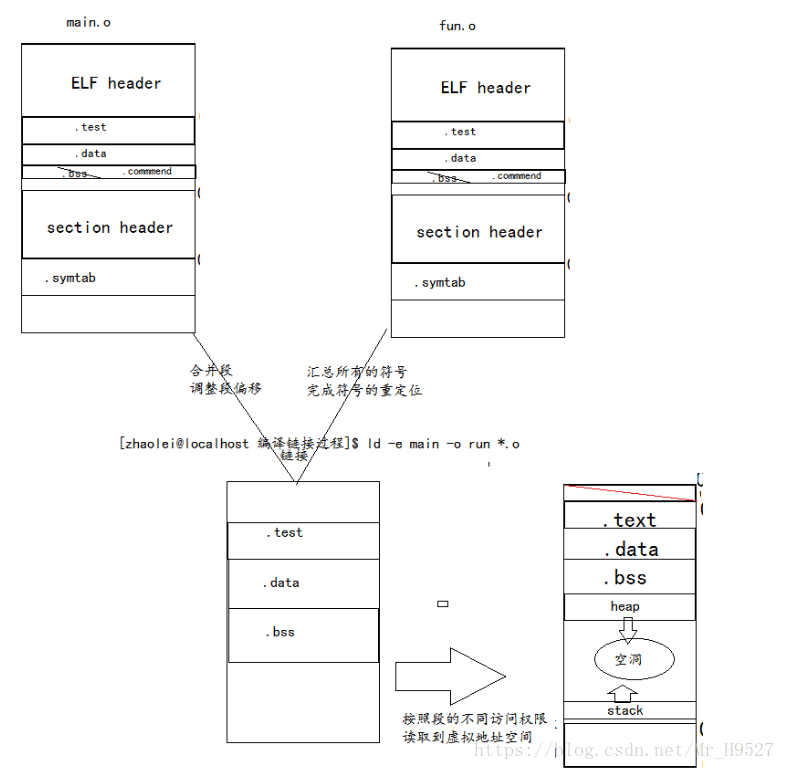 main.o
fun.o
ELF header
.test
.data
.bss .commmend
section header
.symtab
ELF header
.test
.data
.bss .commmend
section header
.symtab
合并段
调整段偏移
汇总所有的符号
完成符号的重定位
[zhaolei@localhost 编译链接过程]$ ld -e main -o run *.o
链接
.test
.data
.bss
按照段的不同访问权限
读取到虚拟地址空间
.text
.data
.bss
heap
空洞
stack
https://blog.csdn.net/Mr_H9527